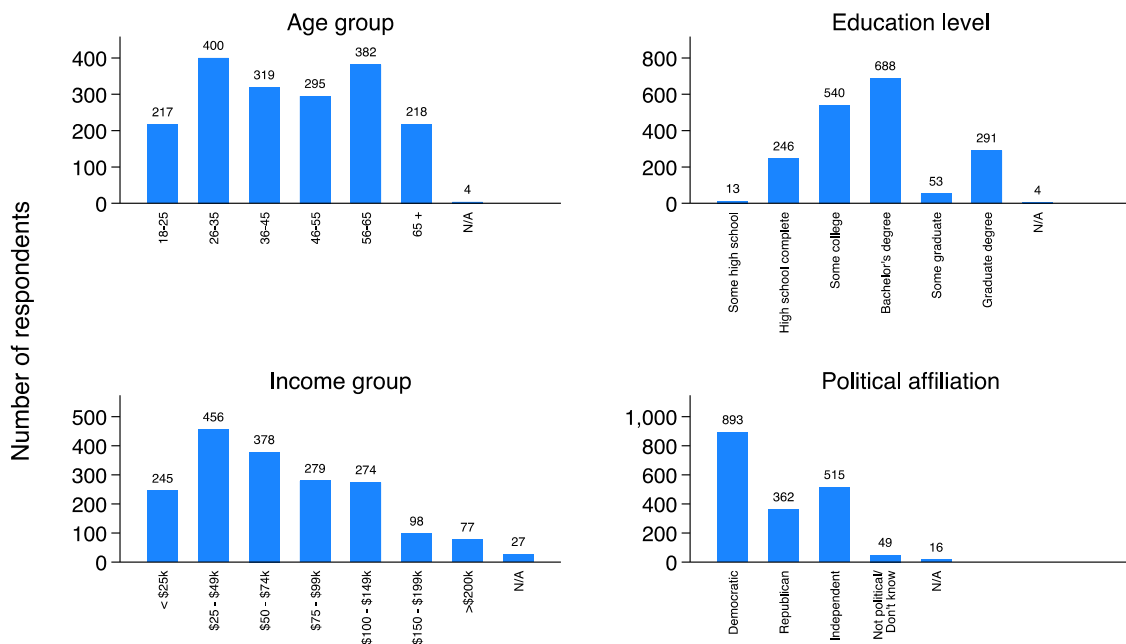 Number of respondents
Age group
400
300
200
100
0
217
400
319
295
382
218
4
18-25
26-35
36-45
46-55
56-65
65 +
N/A
Education level
800
600
400
200
0
13
246
540
688
53
291
4
Some high school
High school complete
Some college
Bachelor's degree
Some graduate
Graduate degree
N/A
Income group
500
400
300
200
100
0
245
456
378
279
274
98
77
27
< $25k
$25 - $49k
$50 - $74k
$75 - $99k
$100 - $149k
$150 - $199k
>$200k
N/A
Political affiliation
1,000
800
600
400
200
0
893
362
515
49
16
Democratic
Republican
Independent
Not political/
Don't know
N/A